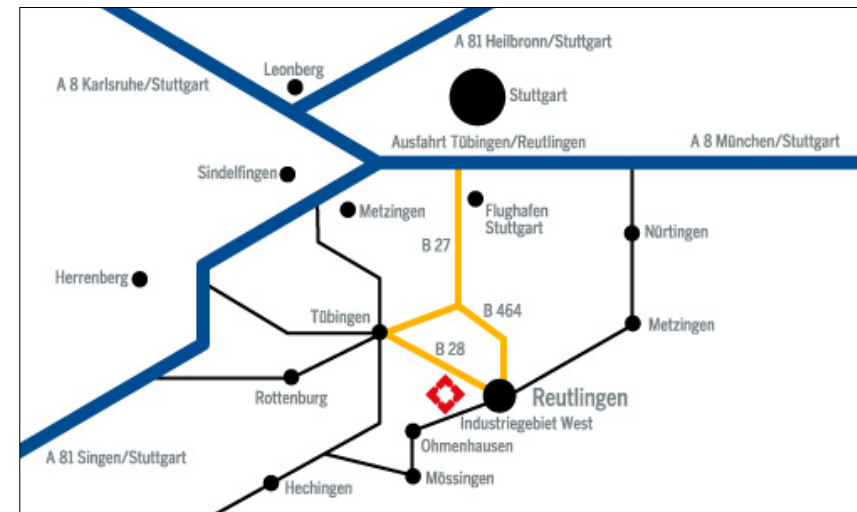 A 81 Heilbronn/Stuttgart
Leonberg
A 8 Karlsruhe/Stuttgart
Stuttgart
Ausfahrt Tübingen/Reutlingen
A 8 München/Stuttgart
Sindelfingen
Metzingen
Flughafen
Stuttgart
Nürtingen
B 27
Herrenberg
B 464
Tübingen
Metzingen
B 28
Rottenburg
Reutlingen
Industriegebiet West
Ohmenhausen
A 81 Singen/Stuttgart
Mössingen
Hechingen